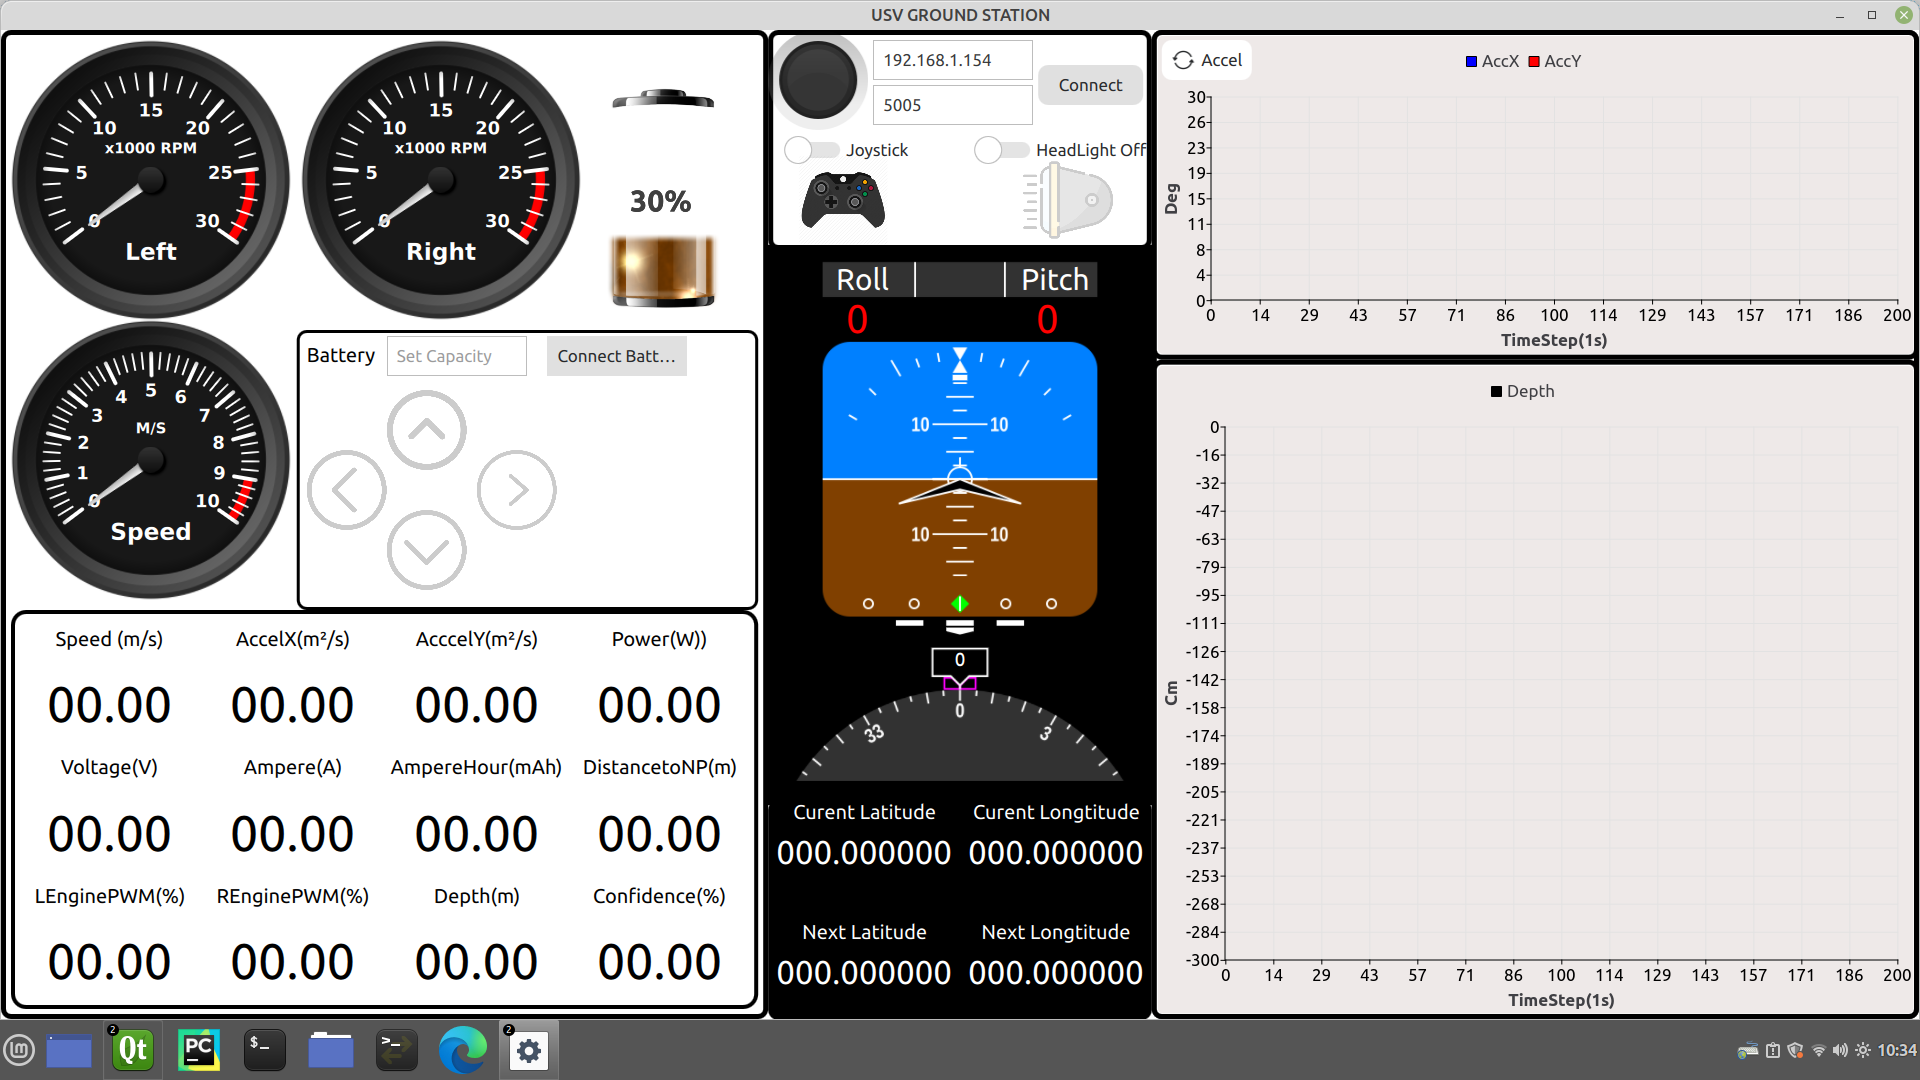 USV GROUND STATION
15
10 20
x1000 RPM
5 25
0 30
Left
15
10 20
x1000 RPM
5 25
0 30
Right
30%
5
4 6
3 7
M/S
2 8
1 9
0 10
Speed
Battery Set Capacity Connect Batt...
Speed (m/s) AccelX(m²/s) AcccelY(m²/s) Power(W))
00.00 00.00 00.00 00.00
Voltage(V) Ampere(A) AmpereHour(mAh) DistancetoNP(m)
00.00 00.00 00.00 00.00
LEnginePWM(%) REnginePWM(%) Depth(m) Confidence(%)
00.00 00.00 00.00 00.00
192.168.1.154
5005
Connect
Joystick HeadLight Off
Roll Pitch
0 0
10 10
10 10
0
33 0 3
Curent Latitude Curent Longtitude
000.000000 000.000000
Next Latitude Next Longtitude
000.000000 000.000000
Accel
AccX AccY
30
26
23
19
15
11
8
4
0
Deg
0 14 29 43 57 71 86 100 114 129 143 157 171 186 200
TimeStep(1s)
Depth
0
-16
-32
-47
-63
-79
-95
-111
-126
-142
-158
-174
-189
-205
-221
-237
-253
-268
-284
-300
Cm
0 14 29 43 57 71 86 100 114 129 143 157 171 186 200
TimeStep(1s)
lm 2 Qt PC $_ >_ 2 10:34